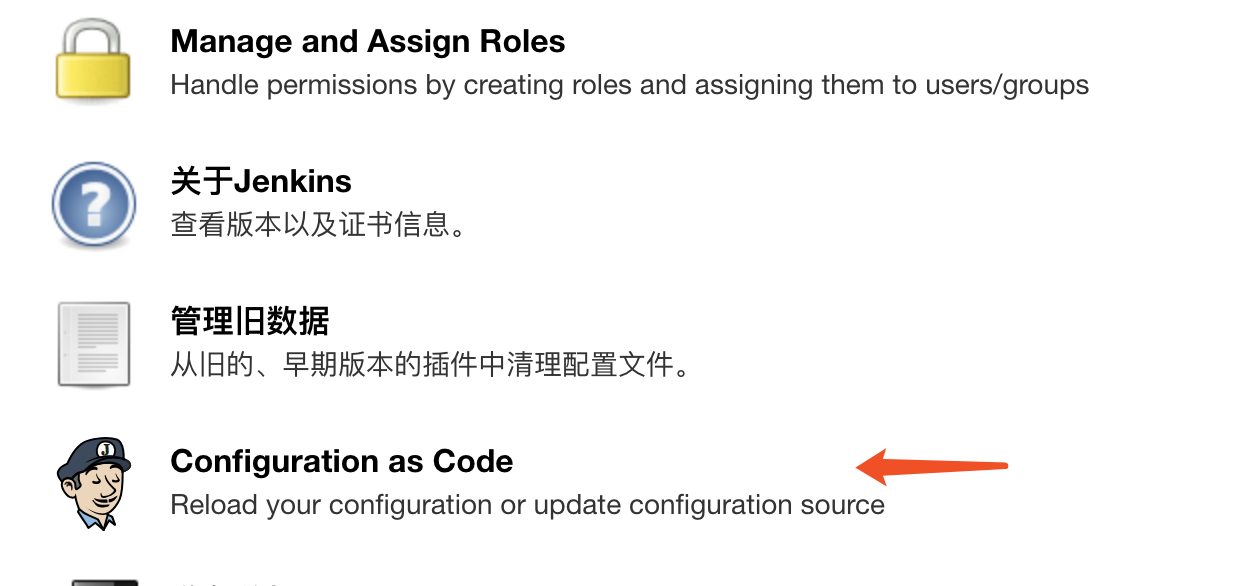 Manage and Assign Roles
Handle permissions by creating roles and assigning them to users/groups
关于Jenkins
查看版本以及证书信息。
管理旧数据
从旧的、早期版本的插件中清理配置文件。
J
Configuration as Code
Reload your configuration or update configuration source